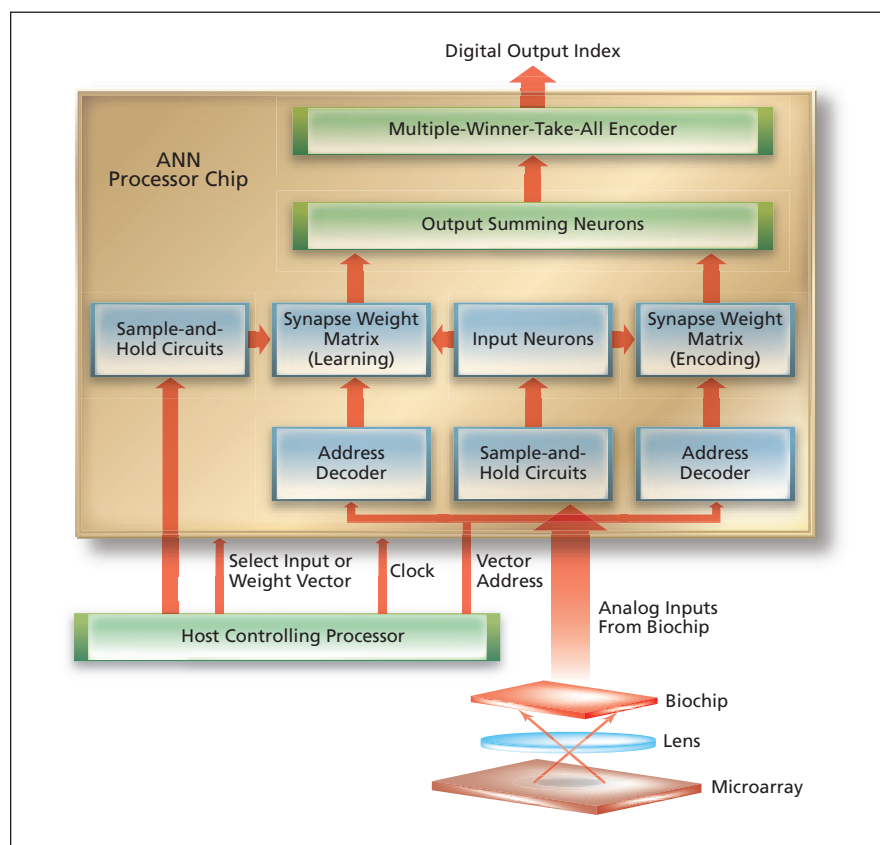 Digital Output Index
Multiple-Winner-Take-All Encoder
ANN
Processor Chip
Output Summing Neurons
Sample-and-
Hold Circuits
Synapse Weight
Matrix
(Learning)
Input Neurons
Synapse Weight
Matrix
(Encoding)
Address
Decoder
Sample-and-
Hold Circuits
Address
Decoder
Select Input or
Weight Vector
Clock
Vector
Address
Analog Inputs
From Biochip
Host Controlling Processor
Biochip
Lens
Microarray